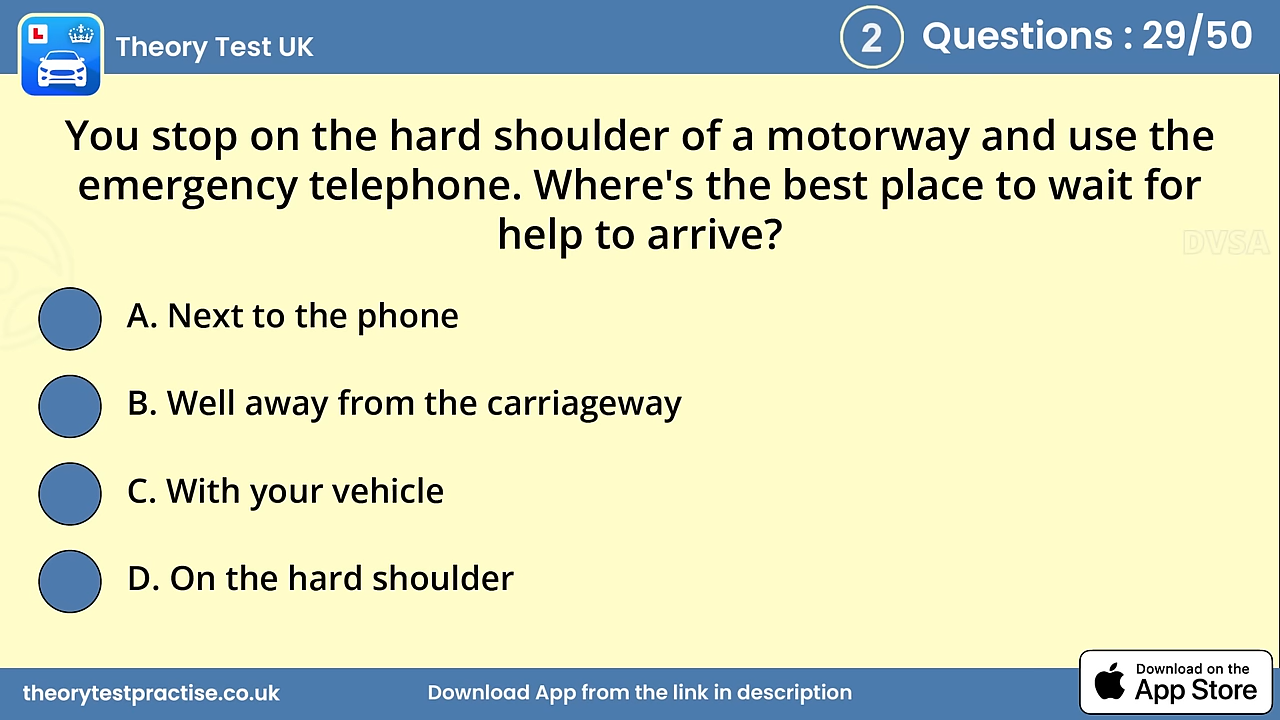 L
Theory Test UK
2
Questions : 29/50
You stop on the hard shoulder of a motorway and use the
emergency telephone. Where's the best place to wait for
help to arrive?
DVSA
A. Next to the phone
B. Well away from the carriageway
C. With your vehicle
D. On the hard shoulder
theorytestpractise.co.uk
Download App from the link in description
Download on the
App Store